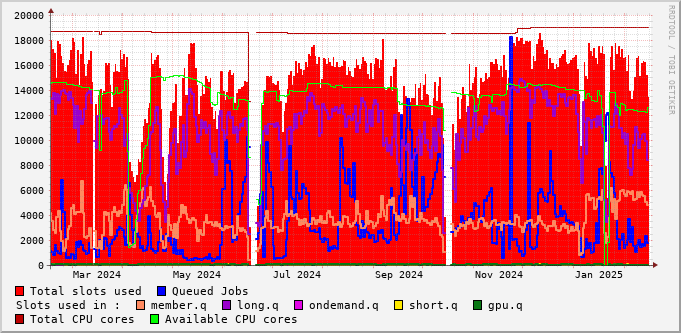 20000
18000
16000
14000
12000
10000
8000
6000
4000
2000
0
Mar 2024 May 2024 Jul 2024 Sep 2024 Nov 2024 Jan 2025
RRDTOOL / TOBI OETIKER
Total slots used Queued Jobs
Slots used in : member.q long.q ondemand.q short.q gpu.q
Total CPU cores Available CPU cores